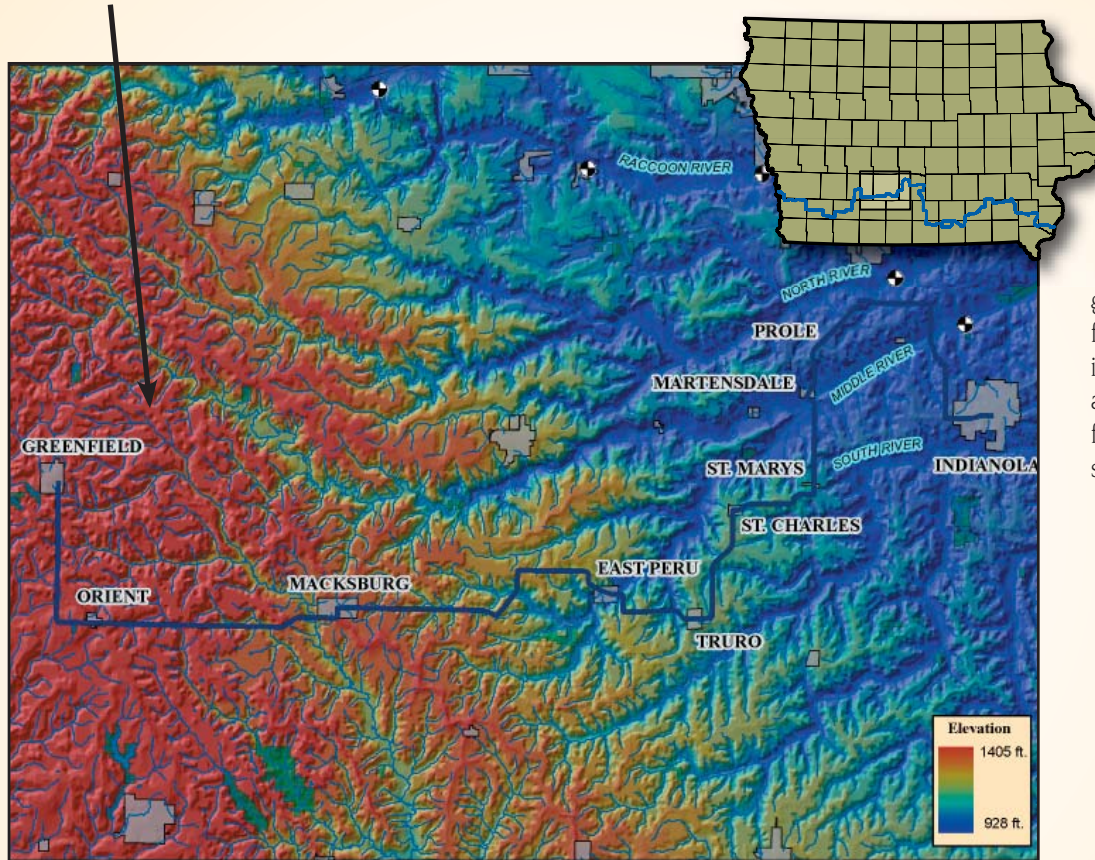 RACCOON RIVER
NORTH RIVER
PROLE
MARTENSDALE
MIDDLE RIVER
GREENFIELD
ST. MARYS
SOUTH RIVER
INDIANOLA
ST. CHARLES
EAST PERU
MACKSBURG
ORIENT
TRURO
Elevation
1405 ft.
928 ft.
g
f
i
a
f
s